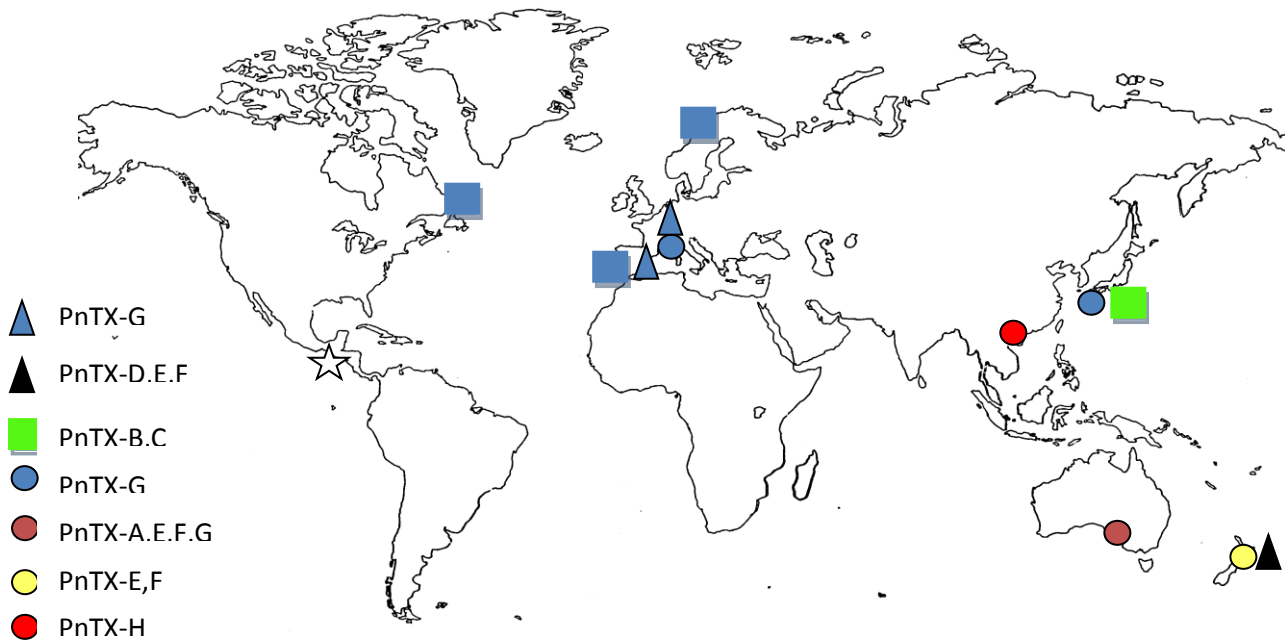 PnTX-G
PnTX-D.E.F
PnTX-B.C
PnTX-G
PnTX-A.E.F.G
PnTX-E,F
PnTX-H